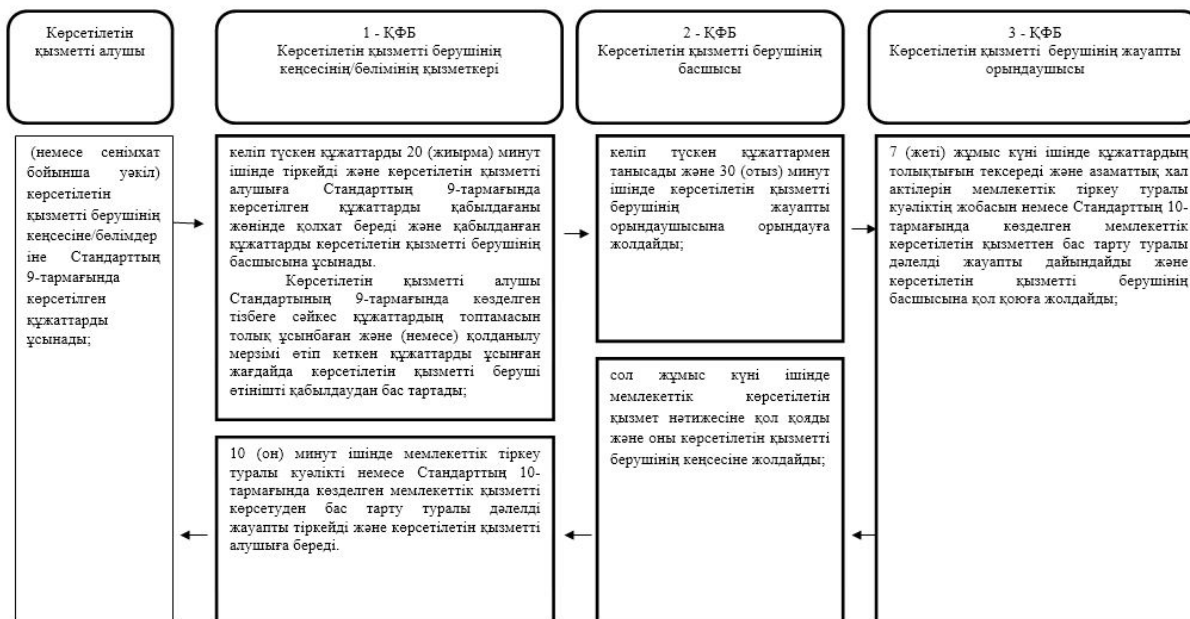 Көрсетілетін
қызметті алушы
1 - ҚФБ
Көрсетілетін қызметті берушінің
кеңсесінің/бөлімінің қызметкері
2 - ҚФБ
Көрсетілетін қызметті берушінің
басшысы
3 - ҚФБ
Көрсетілетін қызметті берушінің жауапты
орындаушысы
(немесе сенімхат
бойынша уәкіл)
көрсетілетін
қызметті берушінің
кеңсесіне/бөлімдер
іне Стандарттың
9-тармағында
көрсетілген
құжаттарды
ұсынады;
келіп түскен құжаттарды 20 (жиырма) минут
ішінде тіркейді және көрсетілетін қызметті
алушыға Стандарттың 9-тармағында
көрсетілген құжаттарды қабылдағаны
жөнінде қолхат береді және қабылданған
құжаттарды көрсетілетін қызметті берушінің
басшысына ұсынады.
Көрсетілетін қызметті алушы
Стандартының 9-тармағында көзделген
тізбеге сәйкес құжаттардың топтамасын
толық ұсынбаған және (немесе) қолданылу
мерзімі өтіп кеткен құжаттарды ұсынған
жағдайда көрсетілетін қызметті беруші
өтінішті қабылдаудан бас тартады;
келіп түскен құжаттармен
танысады және 30 (отыз) минут
ішінде көрсетілетін қызметті
берушінің жауапты
орындаушысына орындауға
жолдайды;
7 (жеті) жұмыс күні ішінде құжаттардың
толықтығын тексереді және азаматтық хал
актілерін мемлекеттік тіркеу туралы
куәліктің жобасын немесе Стандарттың 10-
тармағында көзделген мемлекеттік
көрсетілетін қызметтен бас тарту туралы
дәлелді жауапты дайындайды және
көрсетілетін қызметті берушінің
басшысына қол қоюға жолдайды;
сол жұмыс күні ішінде
мемлекеттік көрсетілетін
қызмет нәтижесіне қол қояды
және оны көрсетілетін қызметті
берушінің кеңсесіне жолдайды;
10 (он) минут ішінде мемлекеттік тіркеу
туралы куәлікті немесе Стандарттың 10-
тармағында көзделген мемлекеттік қызметті
көрсетуден бас тарту туралы дәлелді
жауапты тіркейді және көрсетілетін қызметті
алушыға береді.